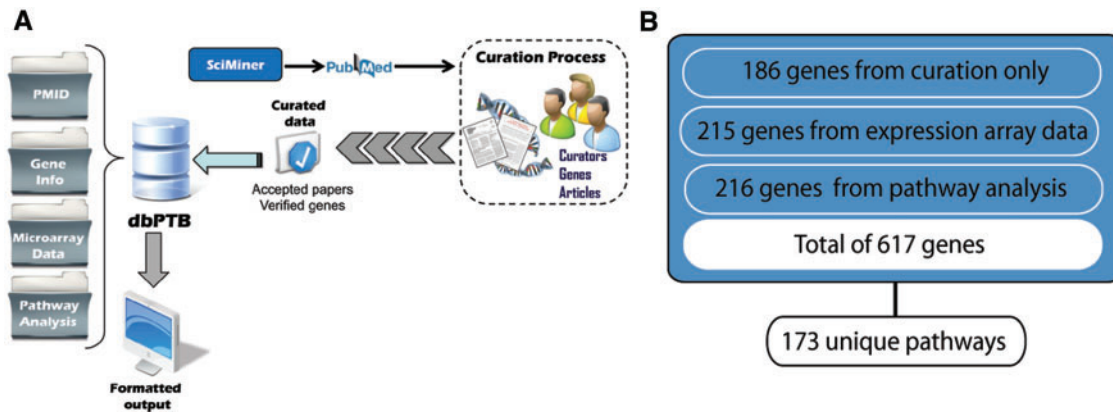 A
PMID
Gene
Info
Microarray
Data
Pathway
Analysis
dbPTB
Formatted
output
SciMiner
PubMed
Curated
data
Accepted papers
Verified genes
Curation Process
Curators
Genes
Articles
B
186 genes from curation only
215 genes from expression array data
216 genes from pathway analysis
Total of 617 genes
173 unique pathways